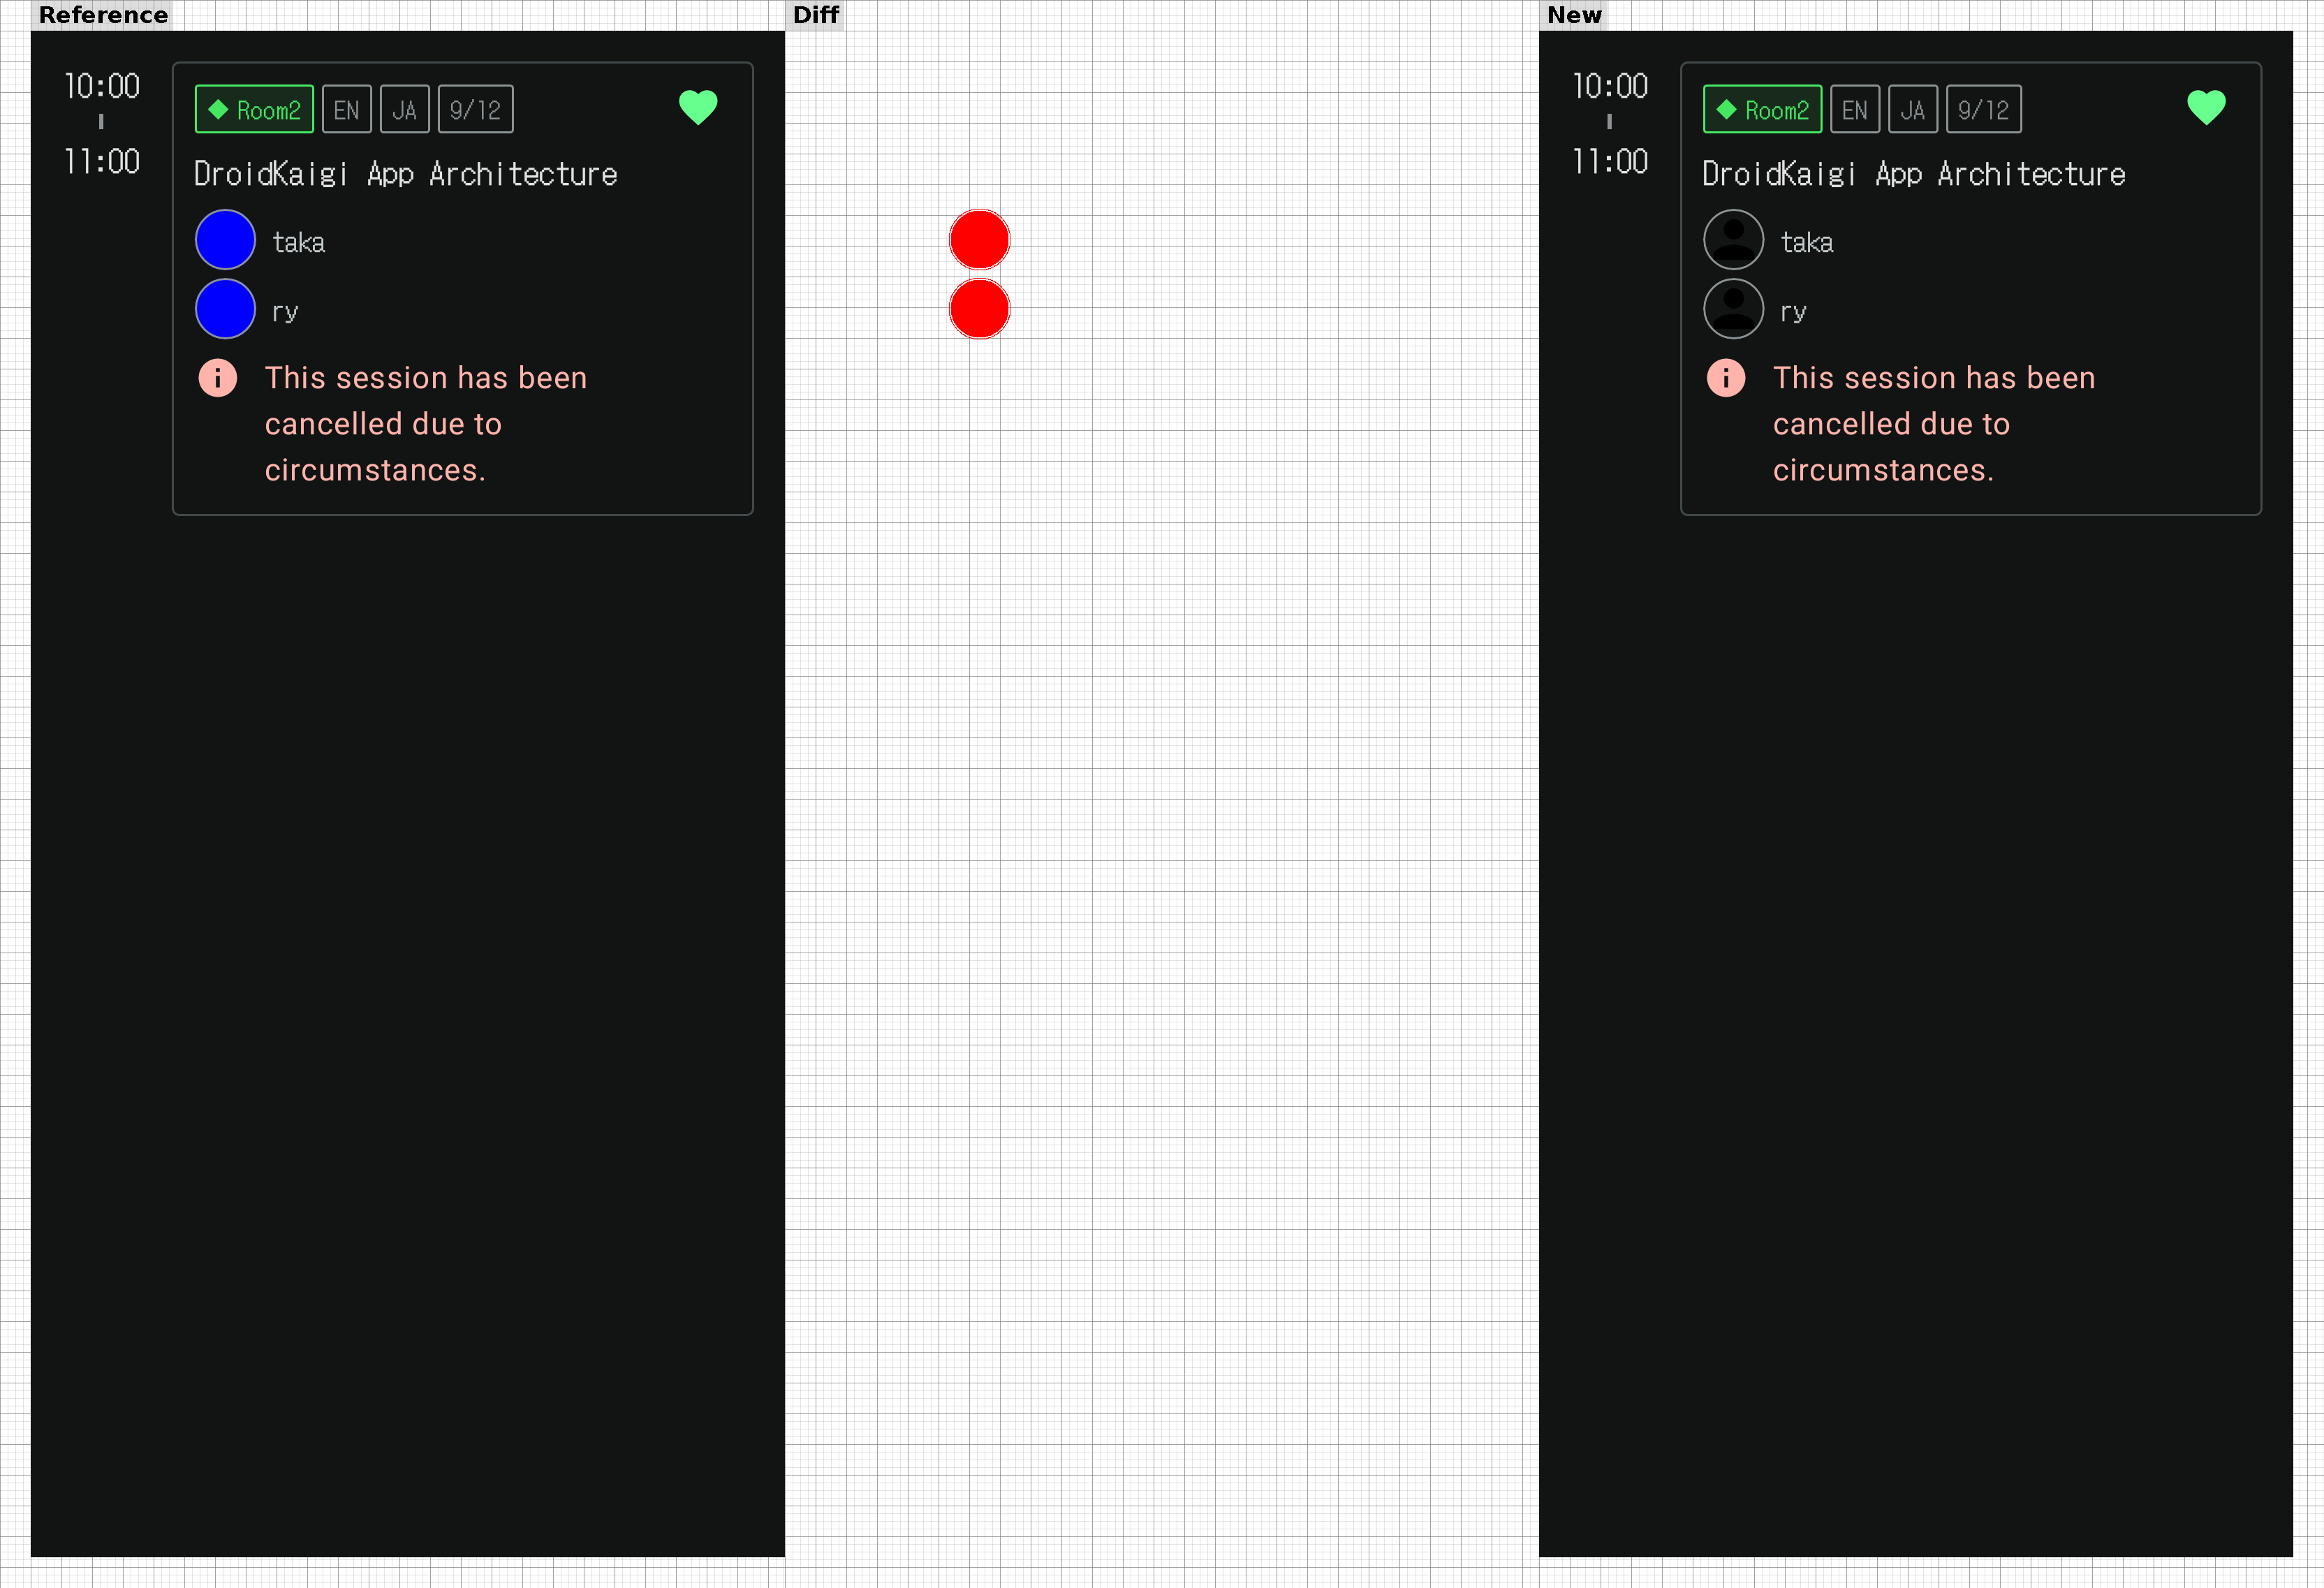 Reference
Diff
New
10:00
11:00
Room2 EN JA 9/12
DroidKaigi App Architecture
taka
ry
This session has been
cancelled due to
circumstances.
10:00
11:00
Room2 EN JA 9/12
DroidKaigi App Architecture
taka
ry
This session has been
cancelled due to
circumstances.